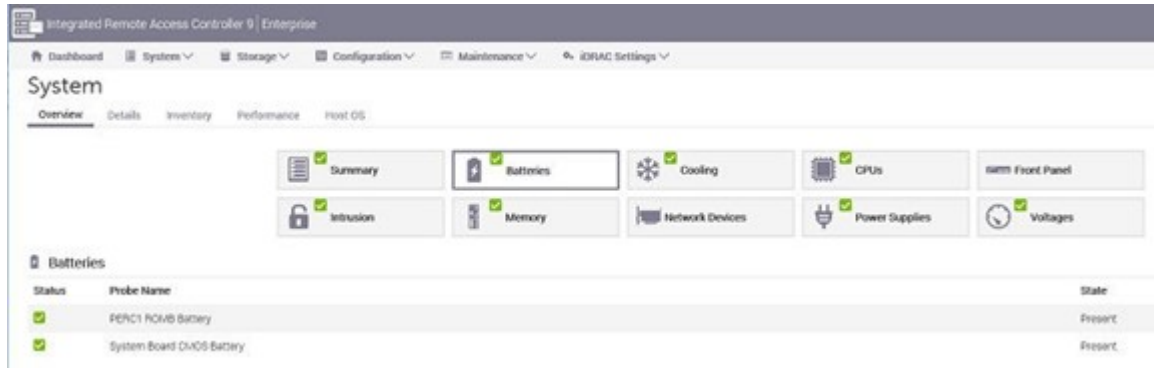 Integrated Remote Access Controller 9 | Enterprise
Dashboard System Storage Configuration Maintenance iDRAC Settings
System
Overview Details Inventory Performance Host OS
Summary Batteries Cooling CPUs Front Panel
Intrusion Memory Network Devices Power Supplies Voltages
Batteries
Status Probe Name State
PERC1 ROMB Battery Present
System Board CMOS Battery Present